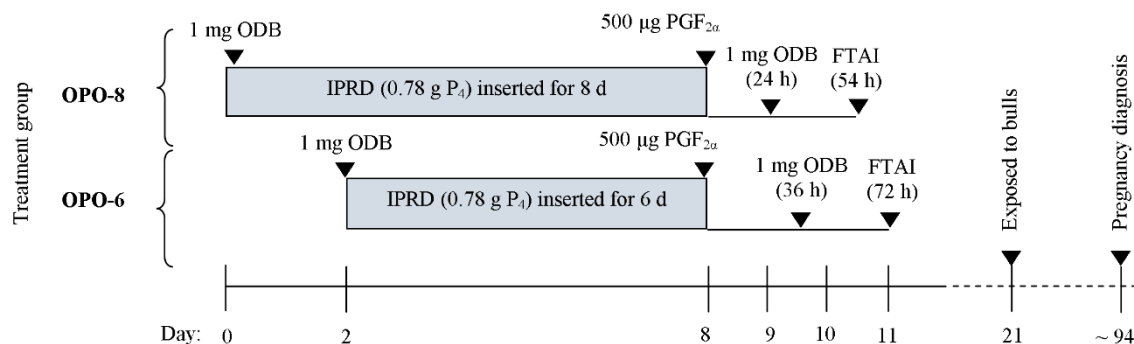 Treatment group
OPO-8
1 mg ODB
500 µg PGF₂α
IPRD (0.78 g P₄) inserted for 8 d
1 mg ODB
(24 h)
FTAI
(54 h)
OPO-6
1 mg ODB
500 µg PGF₂α
IPRD (0.78 g P₄) inserted for 6 d
1 mg ODB
(36 h)
FTAI
(72 h)
Exposed to bulls
Pregnancy diagnosis
Day: 0 2 8 9 10 11 21 ~ 94